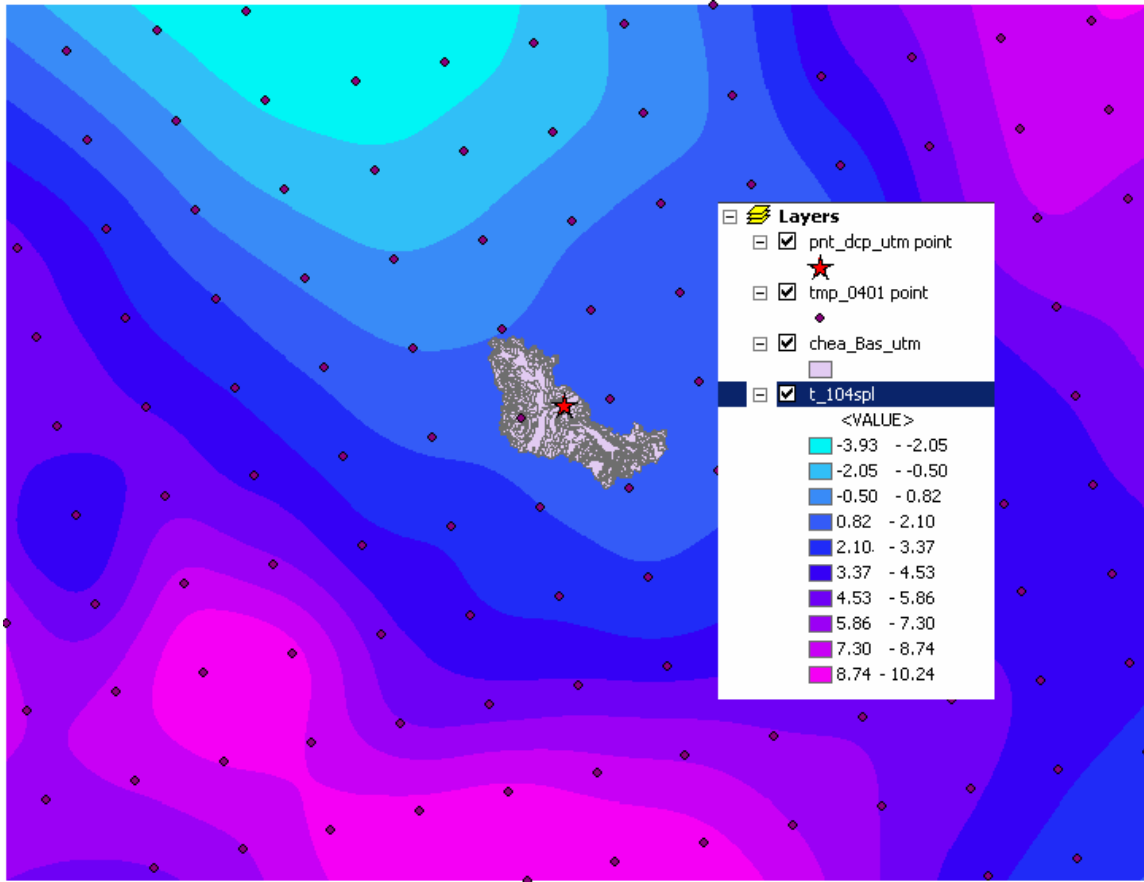 Layers
pnt_dcp_utm point
tmp_0401 point
chea_Bas_utm
t_104spl
<VALUE>
-3.93 - -2.05
-2.05 - -0.50
-0.50 - 0.82
0.82 - 2.10
2.10. - 3.37
3.37 - 4.53
4.53 - 5.86
5.86 - 7.30
7.30 - 8.74
8.74 - 10.24